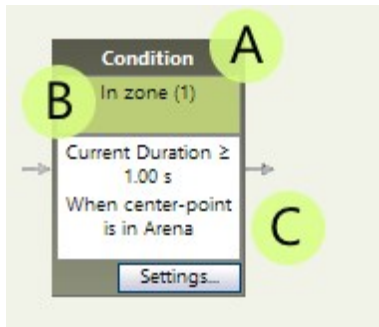 A
Condition
B
In zone (1)
Current Duration ≥
1.00 s
When center-point
is in Arena
C
Settings...